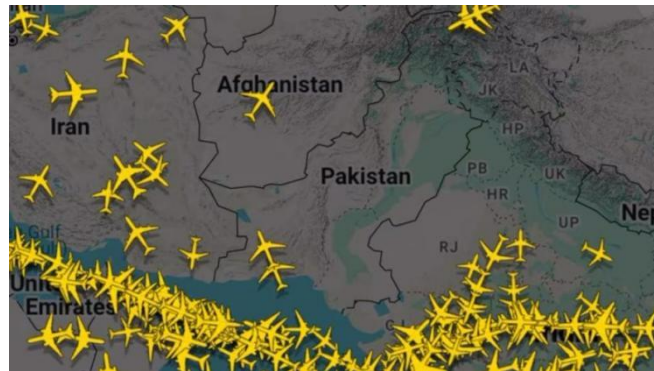 Afghanistan
LA
JK
Iran
HP
Pakistan
PB
UK
HR
Nep
UP
RJ
Gulf
Unit
Emirates